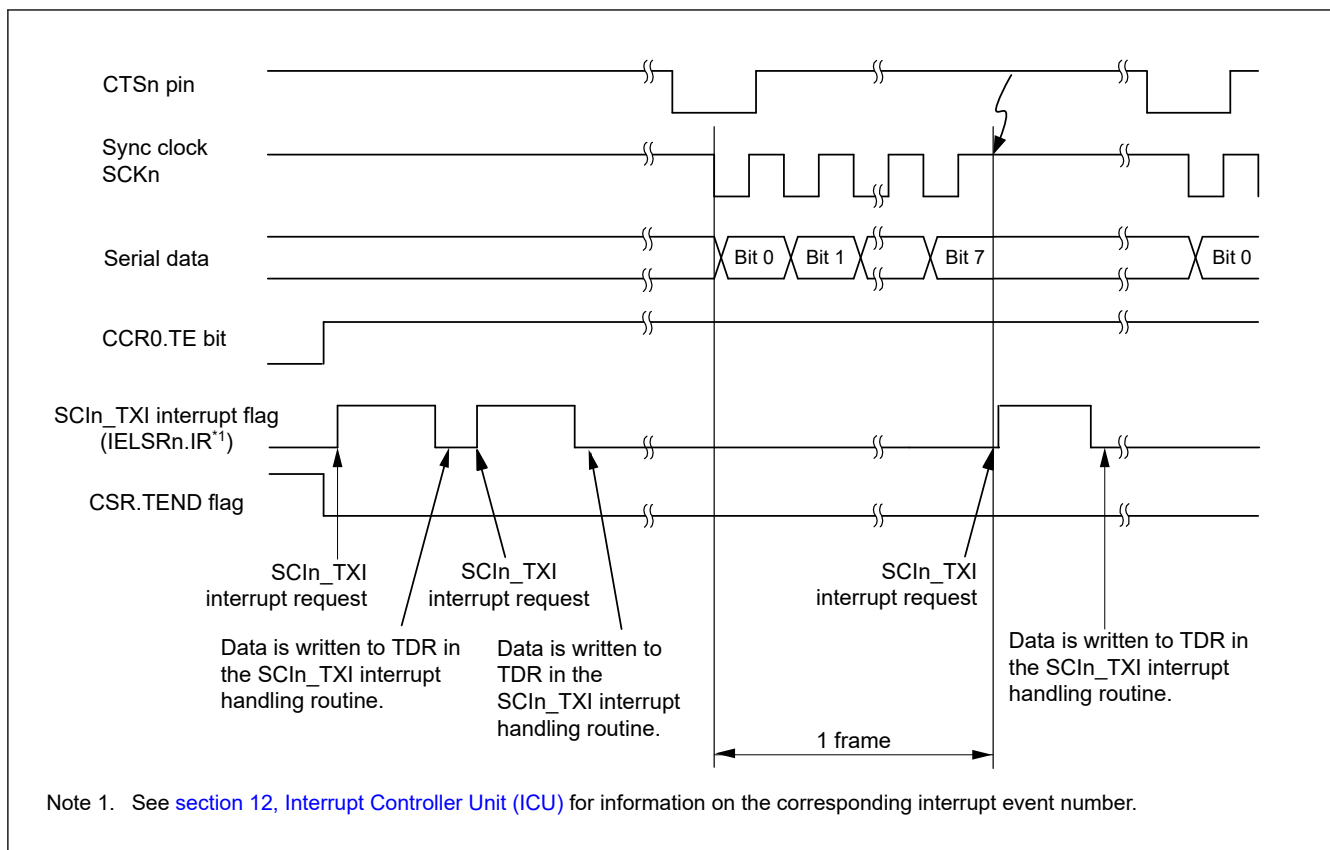 CTSn pin
Sync clock
SCKn
Serial data
Bit 0
Bit 1
Bit 7
Bit 0
CCR0.TE bit
SCIn_TXI interrupt flag
(IELSRn.IR*1)
CSR.TEND flag
SCIn_TXI
interrupt request
SCIn_TXI
interrupt request
SCIn_TXI
interrupt request
Data is written to TDR in
the SCIn_TXI interrupt
handling routine.
Data is written to
TDR in the
SCIn_TXI interrupt
handling routine.
Data is written to TDR in
the SCIn_TXI interrupt
handling routine.
1 frame
Note 1. See section 12, Interrupt Controller Unit (ICU) for information on the corresponding interrupt event number.